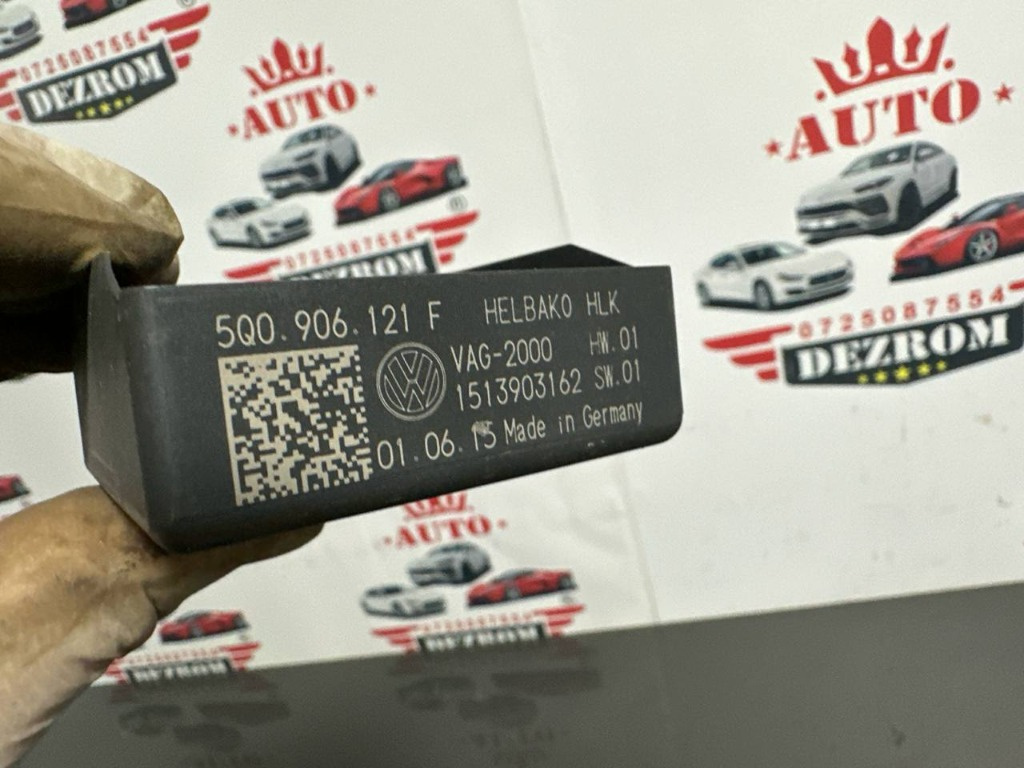 0725087554
DEZROM
AUTO
0725087554
DEZROM
AUTO
0725087554
DEZROM
5Q0.906.121 F HELBAKO HLK
VAG-2000 HW.01
1513903162 SW.01
01.06.15 Made in Germany
AUTO
DEZROM
DEZROM